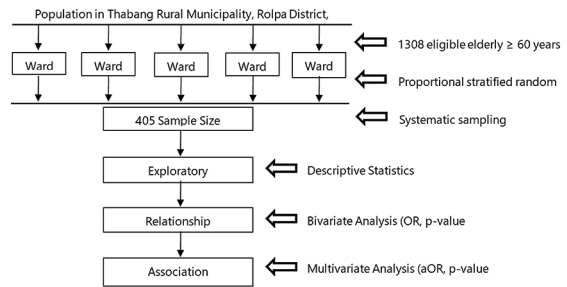 Population in Thabang Rural Municipality, Rolpa District,
1308 eligible elderly ≥ 60 years
Ward Ward Ward Ward Ward
Proportional stratified random
405 Sample Size
Systematic sampling
Exploratory
Descriptive Statistics
Relationship
Bivariate Analysis (OR, p-value
Association
Multivariate Analysis (aOR, p-value